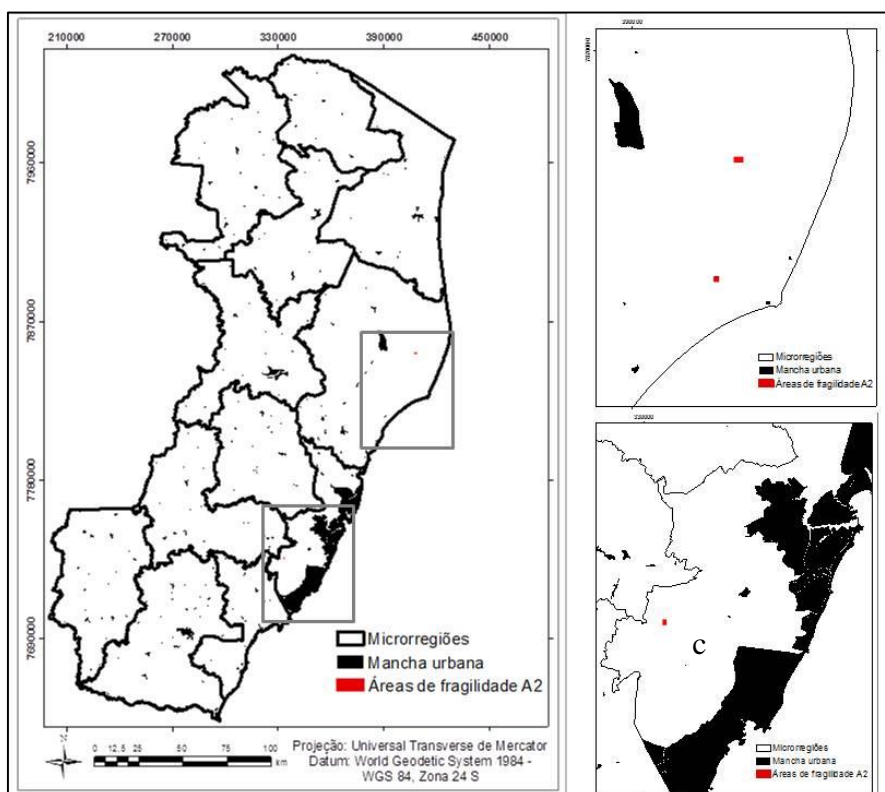 210000 270000 330000 390000 450000
7960000
7870000
7780000
7690000
Microrregiões
Mancha urbana
Áreas de fragilidade A2
N
0 12,5 25 50 75 100
km
Projeção: Universal Transverse de Mercator
Datum: World Geodetic System 1984 -
WGS 84, Zona 24 S
7870000
Microrregiões
Mancha urbana
Áreas de fragilidade A2
330000
c
Microrregiões
Mancha urbana
Áreas de fragilidade A2